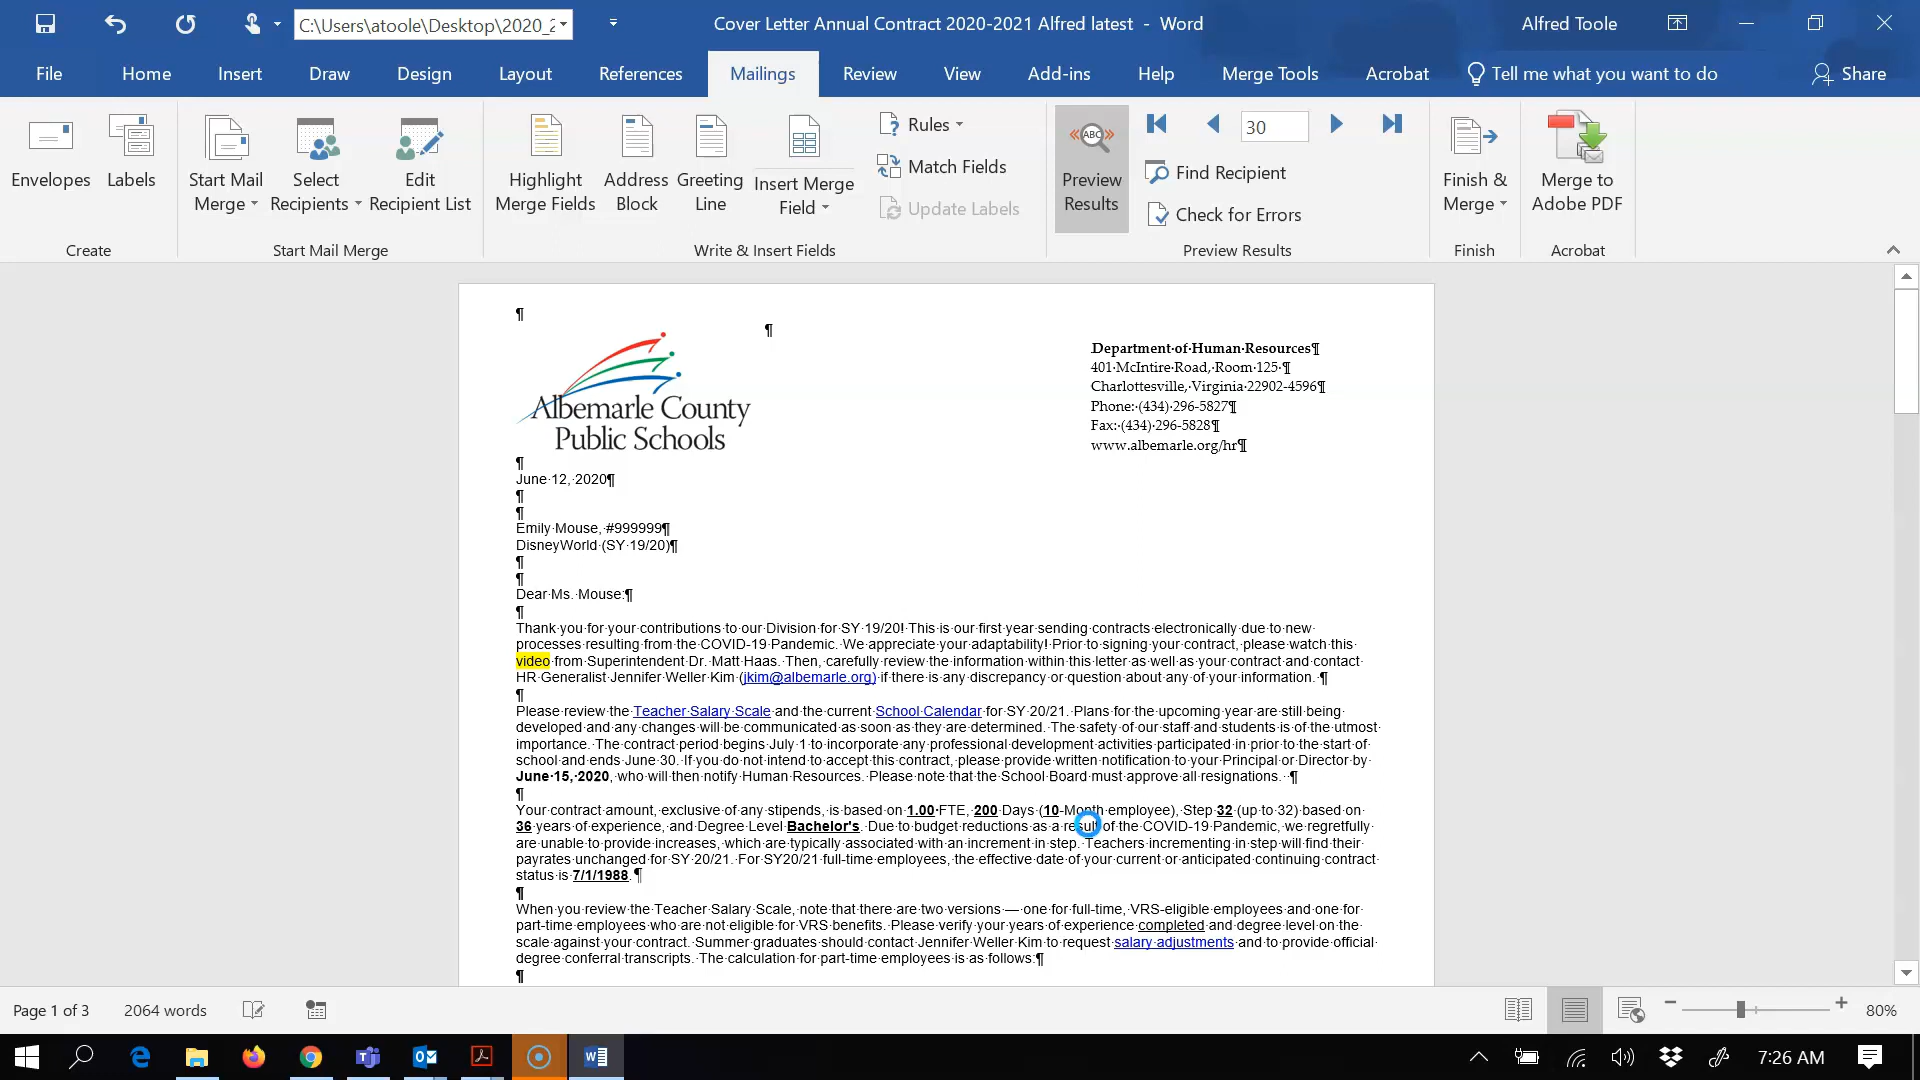 C:\Users\atoole\Desktop\2020_2
Cover Letter Annual Contract 2020-2021 Alfred latest - Word
Alfred Toole
File Home Insert Draw Design Layout References Mailings Review View Add-ins Help Merge Tools Acrobat Tell me what you want to do Share
Envelopes
Labels
Create
Start Mail
Merge
Select
Recipients
Edit
Recipient List
Start Mail Merge
Highlight
Merge Fields
Address
Block
Greeting
Line
Insert Merge
Field
Rules
Match Fields
Update Labels
Write & Insert Fields
ABC
Preview
Results
30
Find Recipient
Check for Errors
Preview Results
Finish &
Merge
Finish
Merge to
Adobe PDF
Acrobat
¶
¶
Albemarle County
Public Schools
Department·of·Human·Resources¶
401·McIntire·Road,·Room·125·¶
Charlottesville,·Virginia·22902-4596¶
Phone:·(434)·296-5827¶
Fax:·(434)·296-5828¶
www.albemarle.org/hr¶
¶
June·12,·2020¶
¶
¶
Emily·Mouse,·#999999¶
DisneyWorld·(SY·19/20)¶
¶
¶
Dear·Ms.·Mouse:¶
¶
Thank·you·for·your·contributions·to·our·Division·for·SY·19/20!·This·is·our·first·year·sending·contracts·electronically·due·to·new·
processes·resulting·from·the·COVID-19·Pandemic.·We·appreciate·your·adaptability!·Prior·to·signing·your·contract,·please·watch·this·
video·from·Superintendent·Dr.·Matt·Haas.·Then,·carefully·review·the·information·within·this·letter·as·well·as·your·contract·and·contact·
HR·Generalist·Jennifer·Weller·Kim·(jkim@albemarle.org)·if·there·is·any·discrepancy·or·question·about·any·of·your·information.·¶
¶
Please·review·the·Teacher·Salary·Scale·and·the·current·School·Calendar·for·SY·20/21.·Plans·for·the·upcoming·year·are·still·being·
developed·and·any·changes·will·be·communicated·as·soon·as·they·are·determined.·The·safety·of·our·staff·and·students·is·of·the·utmost·
importance.·The·contract·period·begins·July·1·to·incorporate·any·professional·development·activities·participated·in·prior·to·the·start·of·
school·and·ends·June·30.·If·you·do·not·intend·to·accept·this·contract,·please·provide·written·notification·to·your·Principal·or·Director·by·
June·15,·2020,·who·will·then·notify·Human·Resources.·Please·note·that·the·School·Board·must·approve·all·resignations.··¶
¶
Your·contract·amount,·exclusive·of·any·stipends,·is·based·on·1.00·FTE,·200·Days·(10-Month·employee),·Step·32·(up·to·32)·based·on·
36·years·of·experience,·and·Degree·Level·Bachelor's.·Due·to·budget·reductions·as·a·result·of·the·COVID-19·Pandemic,·we·regretfully·
are·unable·to·provide·increases,·which·are·typically·associated·with·an·increment·in·step.·Teachers·incrementing·in·step·will·find·their·
payrates·unchanged·for·SY·20/21.·For·SY20/21·full-time·employees,·the·effective·date·of·your·current·or·anticipated·continuing·contract·
status·is·7/1/1988.¶
¶
When·you·review·the·Teacher·Salary·Scale,·note·that·there·are·two·versions·—·one·for·full-time,·VRS-eligible·employees·and·one·for·
part-time·employees·who·are·not·eligible·for·VRS·benefits.·Please·verify·your·years·of·experience·completed·and·degree·level·on·the·
scale·against·your·contract.·Summer·graduates·should·contact·Jennifer·Weller·Kim·to·request·salary·adjustments·and·to·provide·official·
degree·conferral·transcripts.·The·calculation·for·part-time·employees·is·as·follows:¶
¶
Page 1 of 3
2064 words
80%
7:26 AM